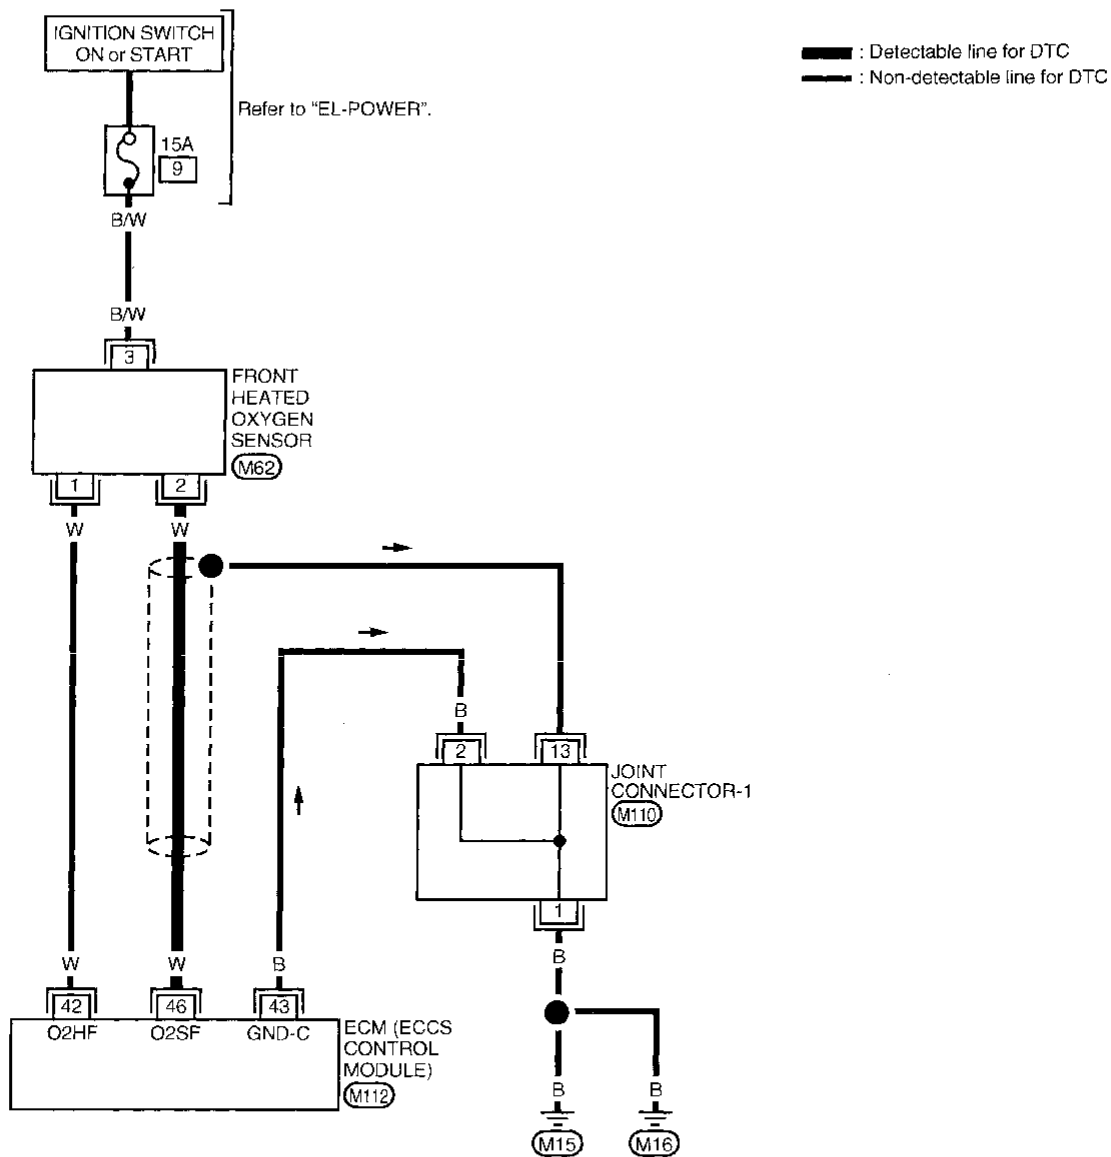 IGNITION SWITCH
ON or START
Refer to "EL-POWER".
: Detectable line for DTC
: Non-detectable line for DTC
15A
9
B/W
B/W
3
FRONT
HEATED
OXYGEN
SENSOR
M62
1
2
W
W
B
2
13
JOINT
CONNECTOR-1
M110
1
B
W
W
B
42
46
43
O2HF
O2SF
GND-C
ECM (ECCS
CONTROL
MODULE)
M112
B
B
M15
M16